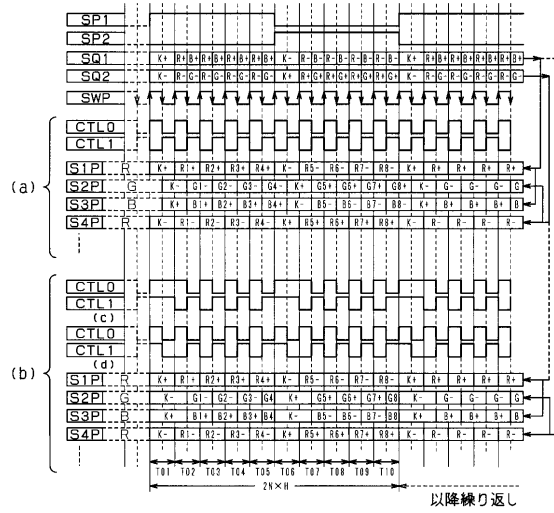 SP1
SP2
SQ1 K+ R+ B+ R+ B+ R+ B+ R+ B+ K- R- B- R- B- R- B- R- B- K+ R+ B+ R+ B+ R+ B+ R+ B+
SQ2 K- R- G- R- G- R- G- R- G- K+ R+ G+ R+ G+ R+ G+ R+ G+ K- R- G- R- G- R- G- R- G-
SWP
(a)
CTL0
CTL1
S1P R K+ R1+ R2+ R3+ R4+ K- R5- R6- R7- R8- K+ R+ R+ R+ R+
S2P G K- G1- G2- G3- G4- K+ G5+ G6+ G7+ G8+ K- G- G- G- G
S3P B K+ B1+ B2+ B3+ B4+ K- B5- B6- B7- B8- K+ B+ B+ B+ B
S4P R K- R1- R2- R3- R4- K+ R5+ R6+ R7+ R8+ K- R- R- R- R-
(b)
CTL0
CTL1
(c)
CTL0
CTL1
(d)
S1P R K+ R1+ R2+ R3+ R4+ K- R5- R6- R7- R8- K+ R+ R+ R+ R+
S2P G K- G1- G2- G3- G4 K+ G5+ G6+ G7+ G8 K- G- G- G- G
S3P B K+ B1+ B2+ B3+ B4 K- B5- B6- B7- B8 K+ B+ B+ B+ B
S4P R K- R1- R2- R3- R4- K+ R5+ R6+ R7+ R8+ K- R- R- R- R-
T01 T02 T03 T04 T05 T06 T07 T08 T09 T10
2N×H
以降繰り返し